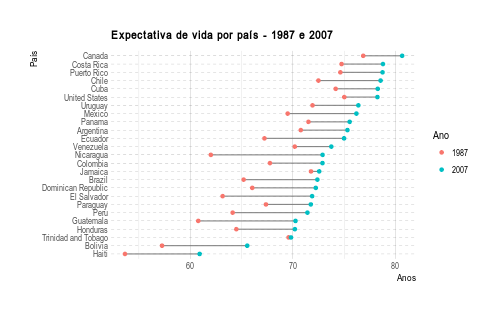 Expectativa de vida por país - 1987 e 2007
País
Canada
Costa Rica
Puerto Rico
Chile
Cuba
United States
Uruguay
Mexico
Panama
Argentina
Ecuador
Venezuela
Nicaragua
Colombia
Jamaica
Brazil
Dominican Republic
El Salvador
Paraguay
Peru
Guatemala
Honduras
Trinidad and Tobago
Bolivia
Haiti
60
70
80
Anos
Ano
1987
2007